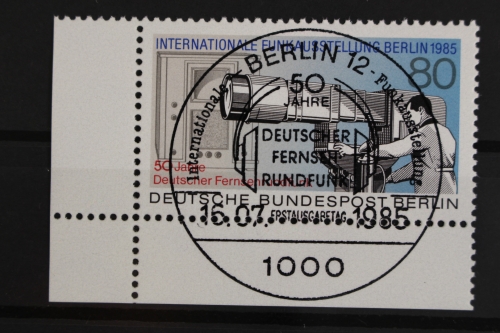 INTERNATIONALE FUNKAUSSTELLUNG BERLIN 1985
80
50 Jahre
Deutscher Fernsehrundfunk
DEUTSCHE BUNDESPOST BERLIN
BERLIN 12
Internationale - Funkausstellung
50
JAHRE
DEUTSCHER
FERNSEH
RUNDFUNK
16.07. ERSTAUSGABETAG 1985
1000